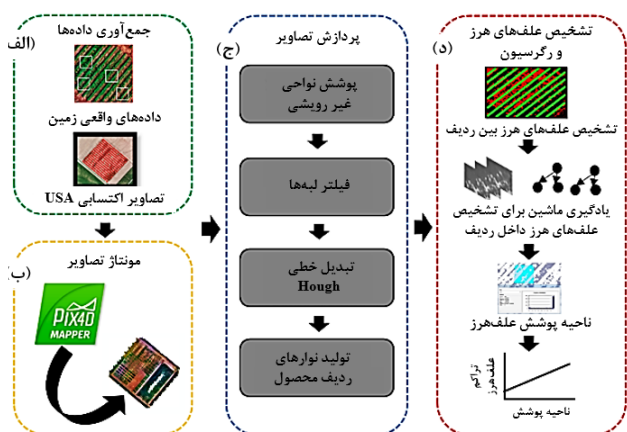 جمع‌آوری داده‌ها
(الف)
داده‌های واقعی زمین
تصاویر اکتسابی USA
مونتاژ تصاویر
(ب)
PIX4D
MAPPER
پردازش تصاویر
(ج)
پوشش نواحی
غیر رویشی
فیلتر لبه‌ها
تبدیل خطی
Hough
تولید نوارهای
ردیف محصول
تشخیص علف‌های هرز
(د)
و رگرسیون
تشخیص علف‌های هرز بین ردیف
یادگیری ماشین برای تشخیص
علف‌های هرز داخل ردیف
ناحیه پوشش علف‌هرز
تراکم
علف‌هرز
ناحیه پوشش